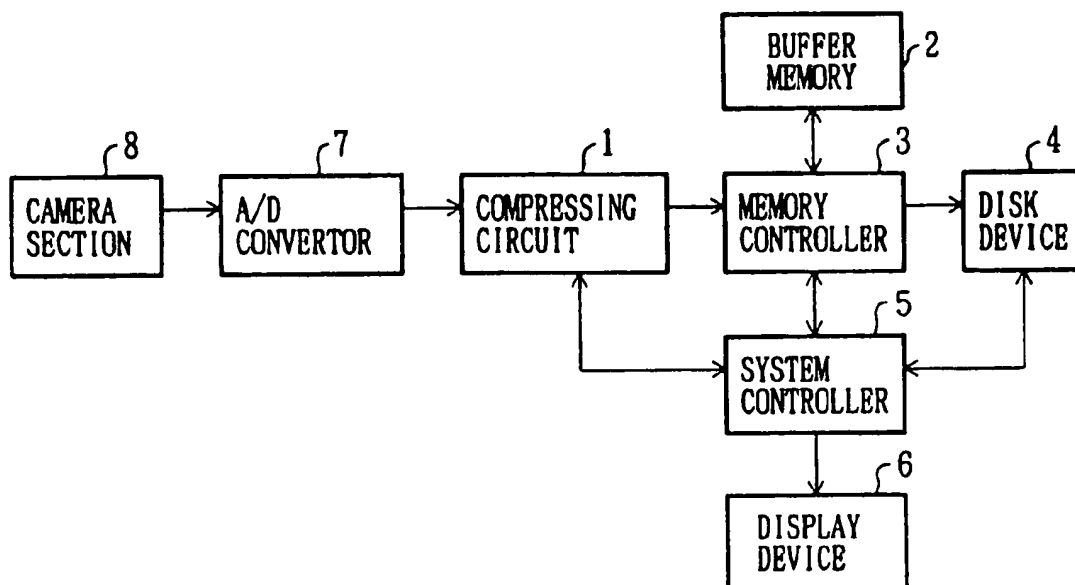 BUFFER
MEMORY
2
8
7
1
3
4
CAMERA
SECTION
A/D
CONVERTOR
COMPRESSING
CIRCUIT
MEMORY
CONTROLLER
DISK
DEVICE
5
SYSTEM
CONTROLLER
6
DISPLAY
DEVICE